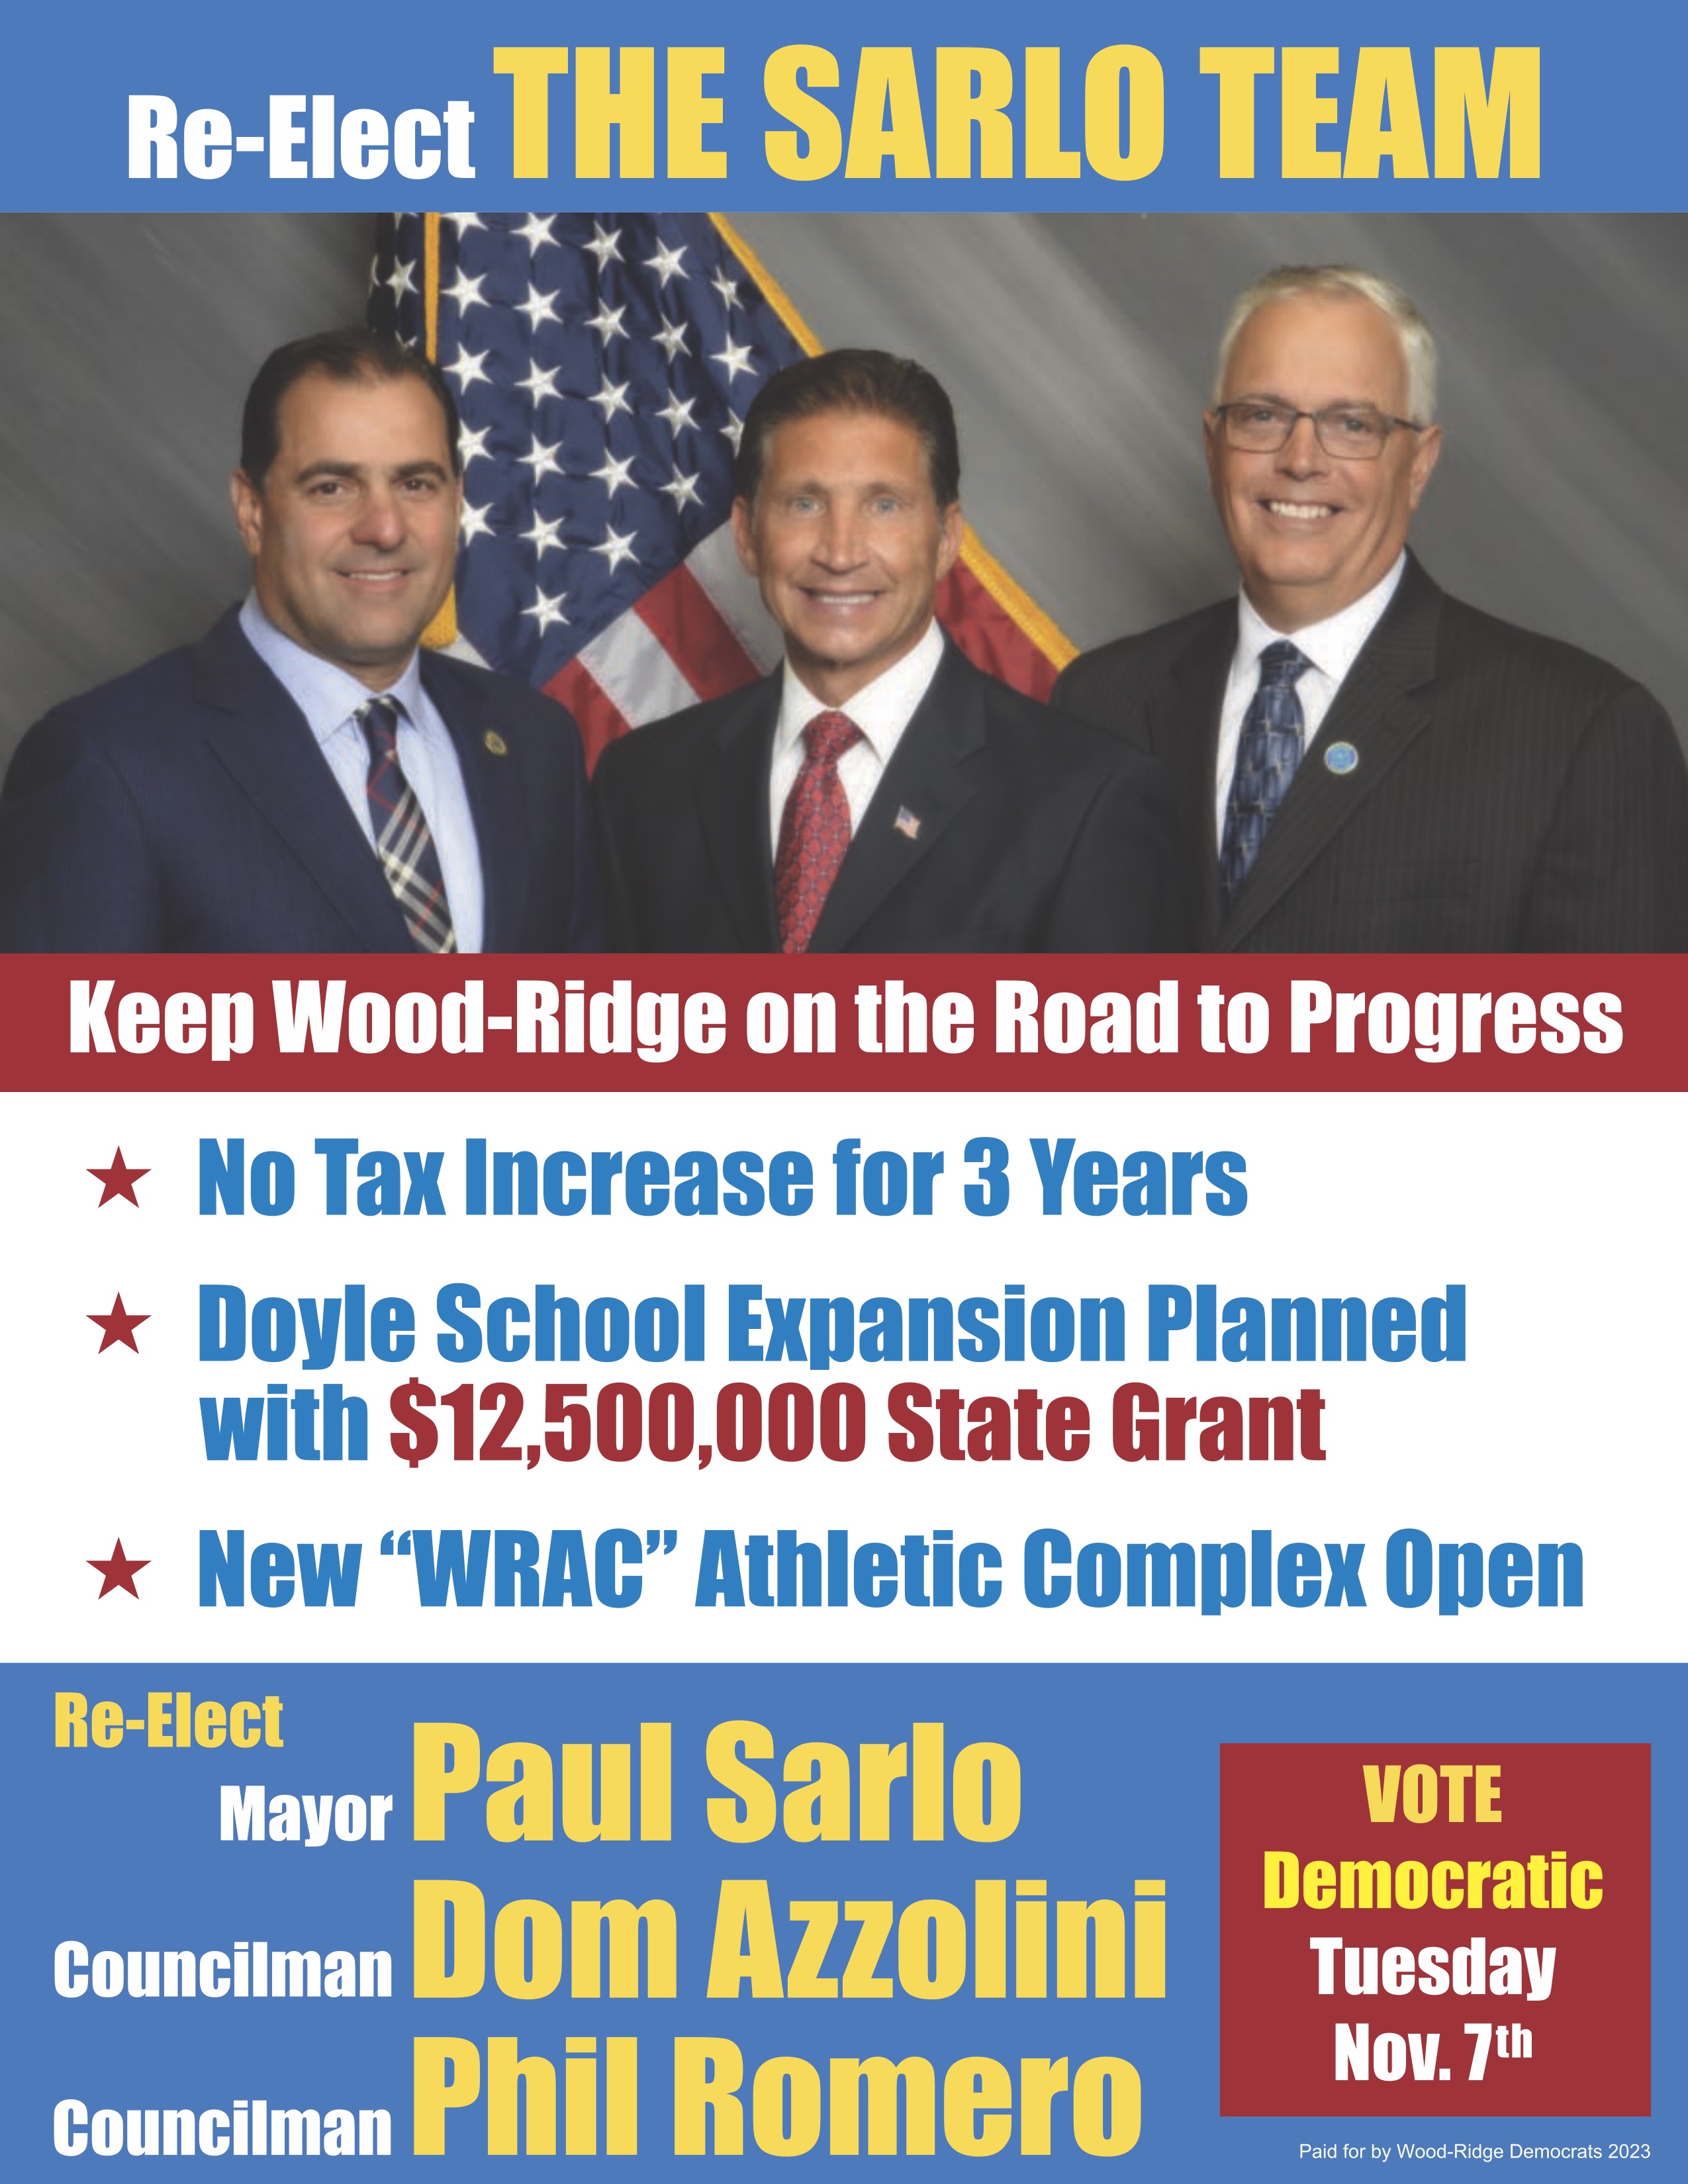 Re-Elect THE SARLO TEAM
Keep Wood-Ridge on the Road to Progress
No Tax Increase for 3 Years
Doyle School Expansion Planned
with $12,500,000 State Grant
New “WRAC” Athletic Complex Open
Re-Elect
Mayor Paul Sarlo
Councilman Dom Azzolini
Councilman Phil Romero
VOTE
Democratic
Tuesday
Nov. 7th
Paid for by Wood-Ridge Democrats 2023